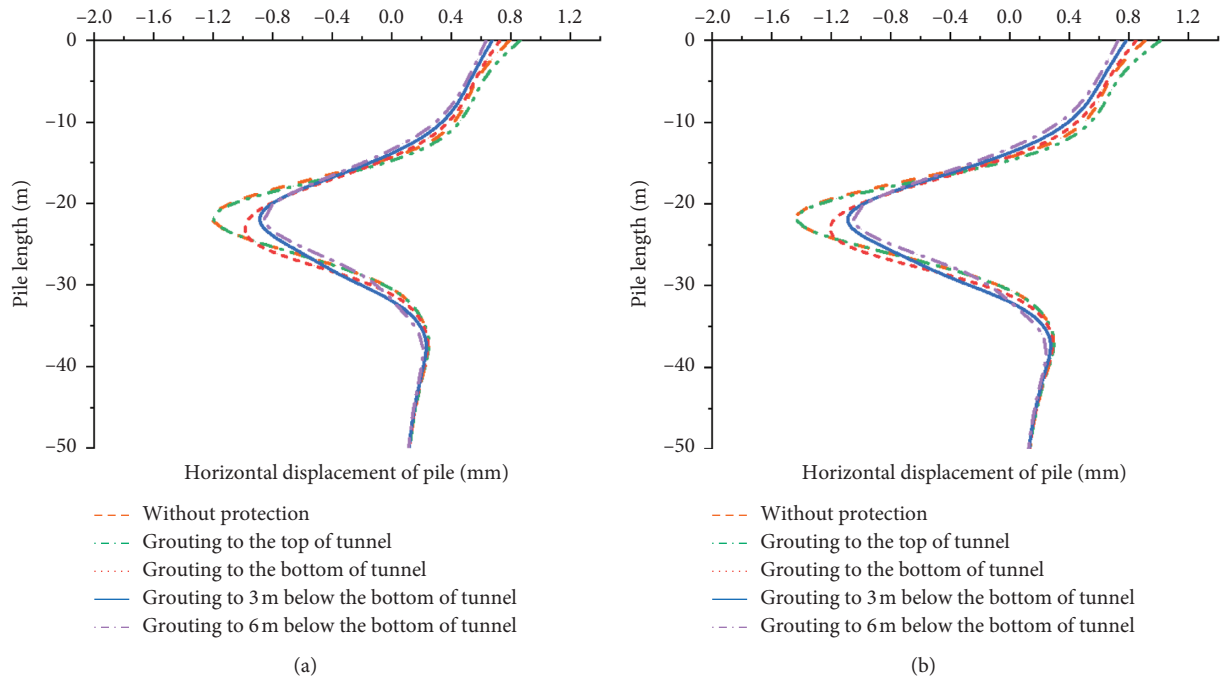 −2.0 −1.6 −1.2 −0.8 −0.4 0.0 0.4 0.8 1.2
0
−10
−20
−30
−40
−50
Pile length (m)
Horizontal displacement of pile (mm)
Without protection
Grouting to the top of tunnel
Grouting to the bottom of tunnel
Grouting to 3 m below the bottom of tunnel
Grouting to 6 m below the bottom of tunnel
(a)
−2.0 −1.6 −1.2 −0.8 −0.4 0.0 0.4 0.8 1.2
0
−10
−20
−30
−40
−50
Pile length (m)
Horizontal displacement of pile (mm)
Without protection
Grouting to the top of tunnel
Grouting to the bottom of tunnel
Grouting to 3 m below the bottom of tunnel
Grouting to 6 m below the bottom of tunnel
(b)